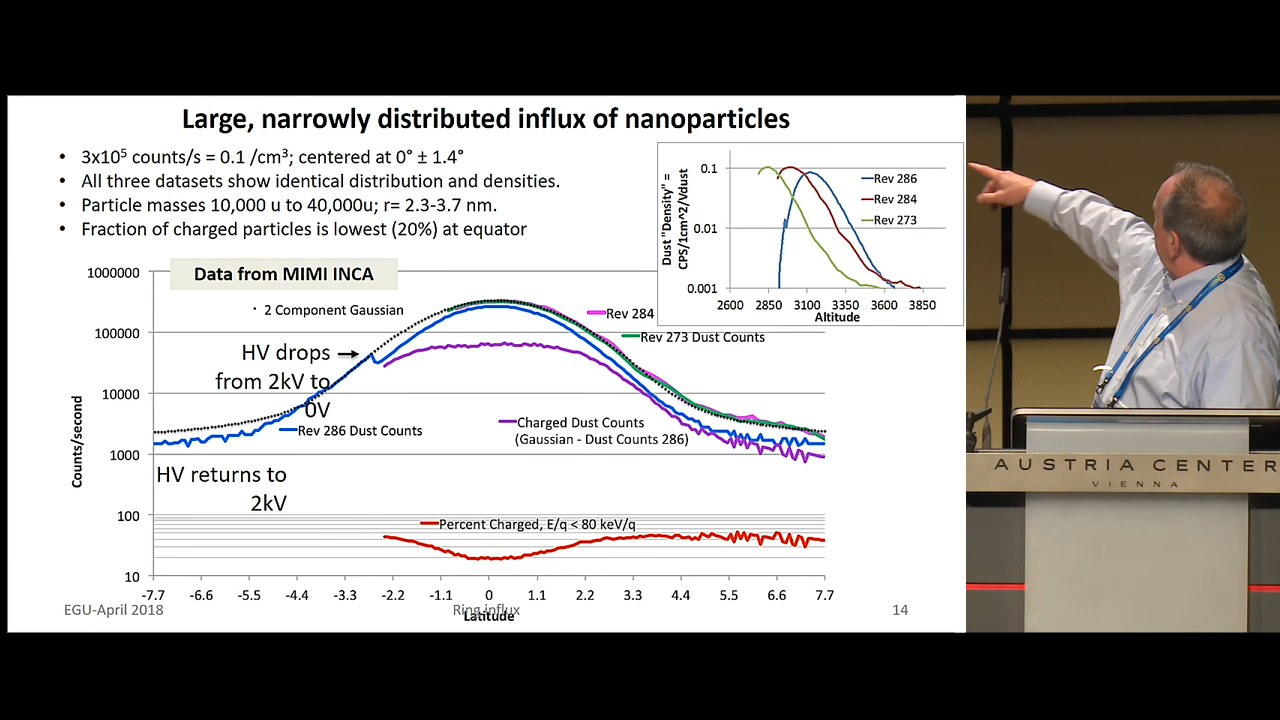 Large, narrowly distributed influx of nanoparticles
• 3x10⁵ counts/s = 0.1 /cm³; centered at 0° ± 1.4°
• All three datasets show identical distribution and densities.
• Particle masses 10,000 u to 40,000u; r= 2.3-3.7 nm.
• Fraction of charged particles is lowest (20%) at equator
Dust "Density" =
CPS/1cm^2/Vdust
0.1
0.01
0.001
Rev 286
Rev 284
Rev 273
2600 2850 3100 3350 3600 3850
Altitude
Data from MIMI INCA
Counts/second
1000000
100000
10000
1000
100
10
2 Component Gaussian
Rev 284
Rev 273 Dust Counts
HV drops
from 2kV to
0V
Rev 286 Dust Counts
Charged Dust Counts
(Gaussian - Dust Counts 286)
HV returns to
2kV
Percent Charged, E/q < 80 keV/q
-7.7 -6.6 -5.5 -4.4 -3.3 -2.2 -1.1 0 1.1 2.2 3.3 4.4 5.5 6.6 7.7
Latitude
EGU-April 2018
Ring influx
14
AUSTRIA CENTER
VIENNA